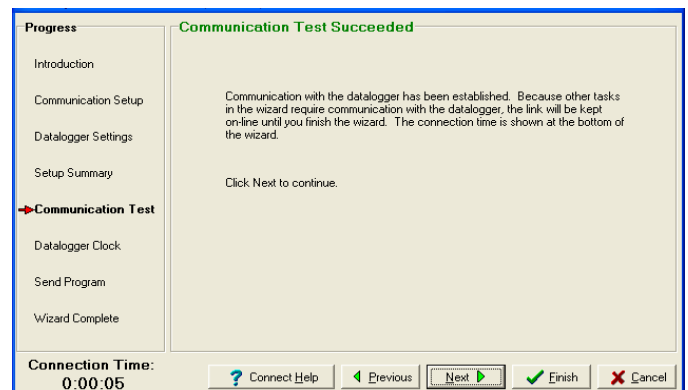 Progress
Introduction
Communication Setup
Datalogger Settings
Setup Summary
Communication Test
Datalogger Clock
Send Program
Wizard Complete
Communication Test Succeeded
Communication with the datalogger has been established. Because other tasks
in the wizard require communication with the datalogger, the link will be kept
on-line until you finish the wizard. The connection time is shown at the bottom of
the wizard.
Click Next to continue.
Connection Time:
0:00:05
? Connect Help
Previous
Next
Finish
Cancel